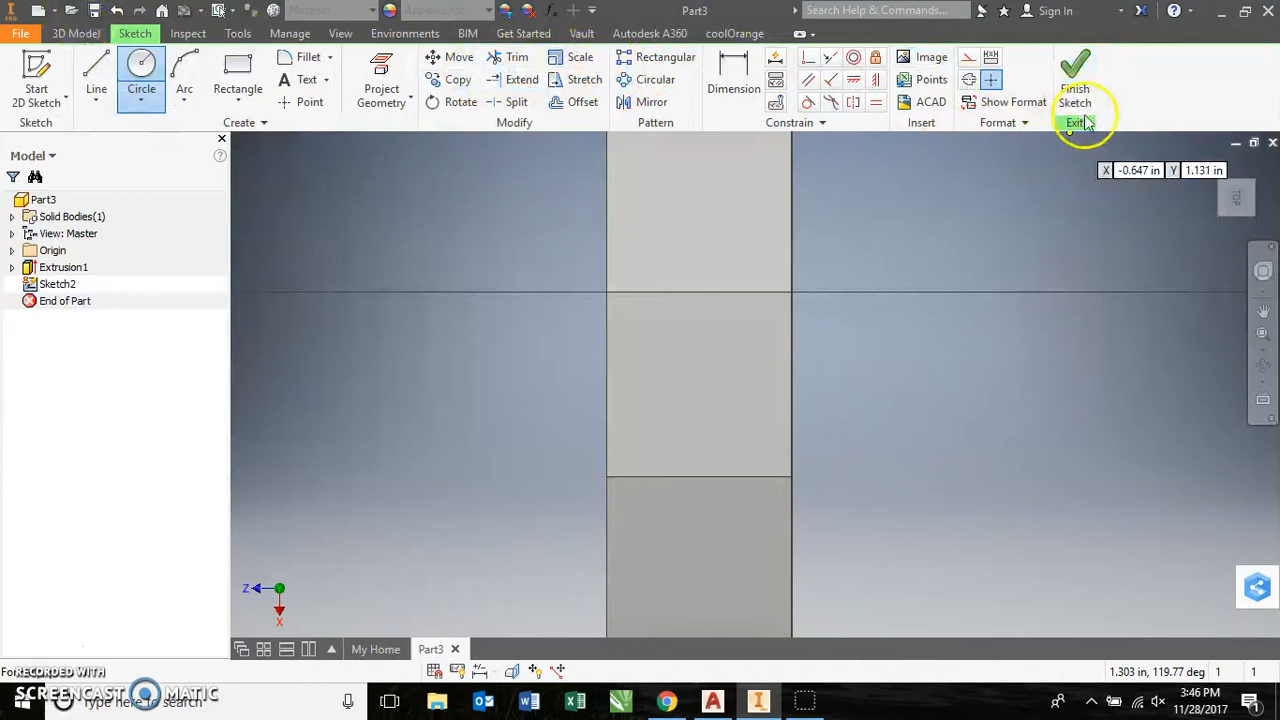 Part3
Search Help & Commands...
Sign In
PRO
File
3D Model
Sketch
Inspect
Tools
Manage
View
Environments
BIM
Get Started
Vault
Autodesk A360
coolOrange
Start
2D Sketch
Line
Circle
Arc
Rectangle
Fillet
Text
Point
Project
Geometry
Move
Copy
Rotate
Trim
Extend
Split
Scale
Stretch
Offset
Rectangular
Circular
Mirror
Dimension
Image
Points
ACAD
Show Format
Finish
Sketch
Sketch
Create
Modify
Pattern
Constrain
Insert
Format
Exit
Model
X -0.647 in Y 1.131 in
Part3
Solid Bodies(1)
View: Master
Origin
Extrusion1
Sketch2
End of Part
Z
X
My Home
Part3
RECORDED WITH
1.303 in, 119.77 deg 1 1
SCREENCAST MATIC
3:46 PM
11/28/2017